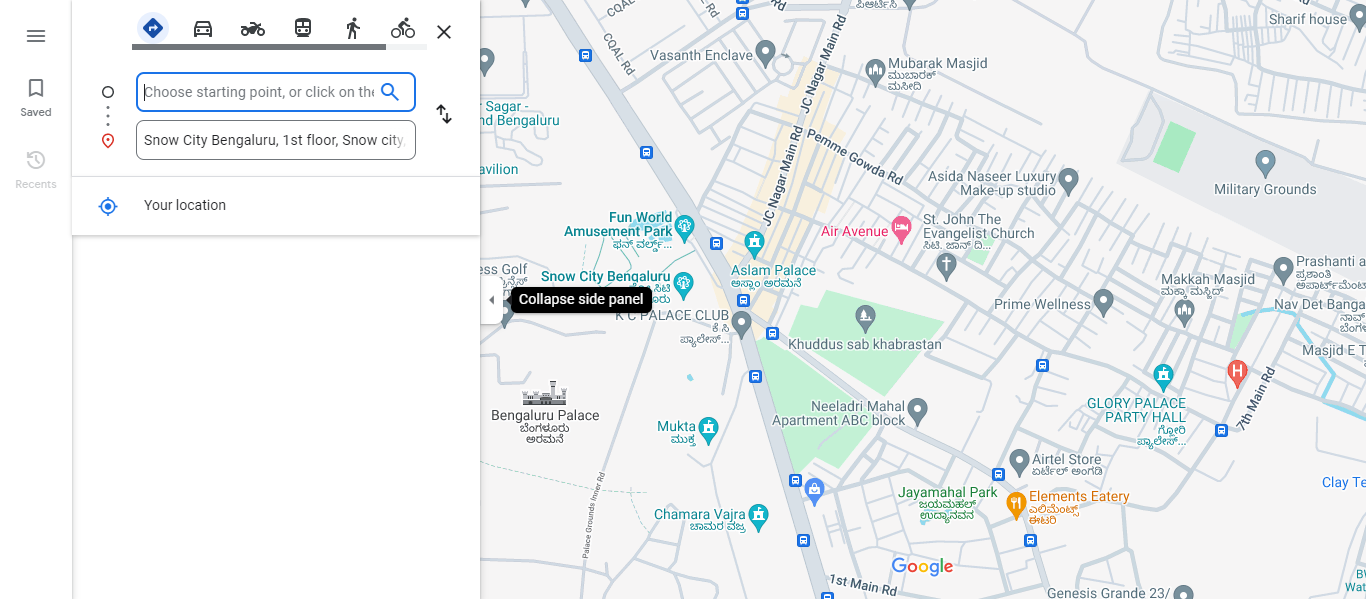 Saved
Recents
Choose starting point, or click on the
Snow City Bengaluru, 1st floor, Snow city,
Your location
Collapse side panel
CQAL Rd
CQAL Rd
Vasanth Enclave
Sagar -
nd Bengaluru
avilion
JC Nagar Main Rd
JC Nagar Main Rd
Mubarak Masjid
ಮುಬಾರಕ್
ಮಸೀದಿ
Sharif house
Pemme Gowda Rd
Asida Naseer Luxury
Make-up studio
Military Grounds
Fun World
Amusement Park
ಫನ್ ವರ್ಲ್ಡ್...
Air Avenue
St. John The
Evangelist Church
ಸಿಟಿ. ಜಾನ್ ದಿ...
ess Golf
Snow City Bengaluru
Aslam Palace
ಅಸ್ಲಾಂ ಅರಮನೆ
Makkah Masjid
ಮಕ್ಕಾ ಮಸ್ಜಿದ್
Prashanti a
ಪ್ರಶಾಂತಿ
Nav Det Banga
K C PALACE CLUB
ಕೆ ಸಿ
ಪ್ಯಾಲೇಸ್...
Prime Wellness
Khuddus sab khabrastan
Masjid E T
Bengaluru Palace
ಬೆಂಗಳೂರು
ಅರಮನೆ
Mukta
ಮುಕ್ತ
Neeladri Mahal
Apartment ABC block
GLORY PALACE
PARTY HALL
ಗ್ಲೋರಿ
ಪ್ಯಾಲೇಸ್...
7th Main Rd
Airtel Store
ಏರ್ಟೆಲ್ ಅಂಗಡಿ
Clay Te
Jayamahal Park
ಜಯಮಹಲ್
ಉದ್ಯಾನವನ
Elements Eatery
ಎಲಿಮೆಂಟ್ಸ್
ಈಟರಿ
Palace Grounds Inner Rd
Chamara Vajra
ಚಾಮರ ವಜ್ರ
Google
1st Main Rd
Genesis Grande 23/
BW
Wat